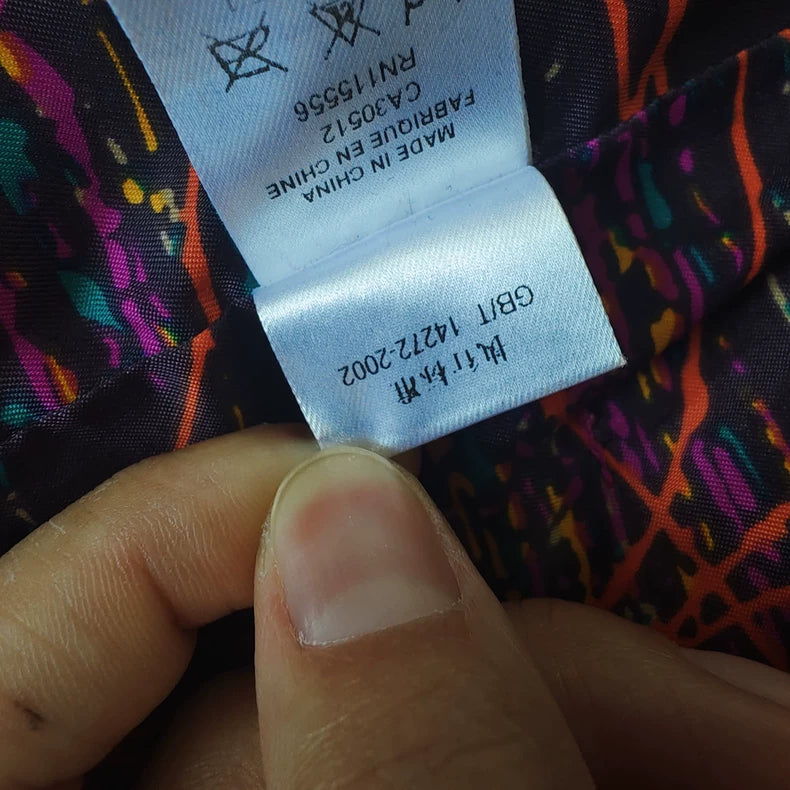 执行标准
GB/T 14272-2002
MADE IN CHINA
FABRIQUE EN CHINE
CA30512
RN115556